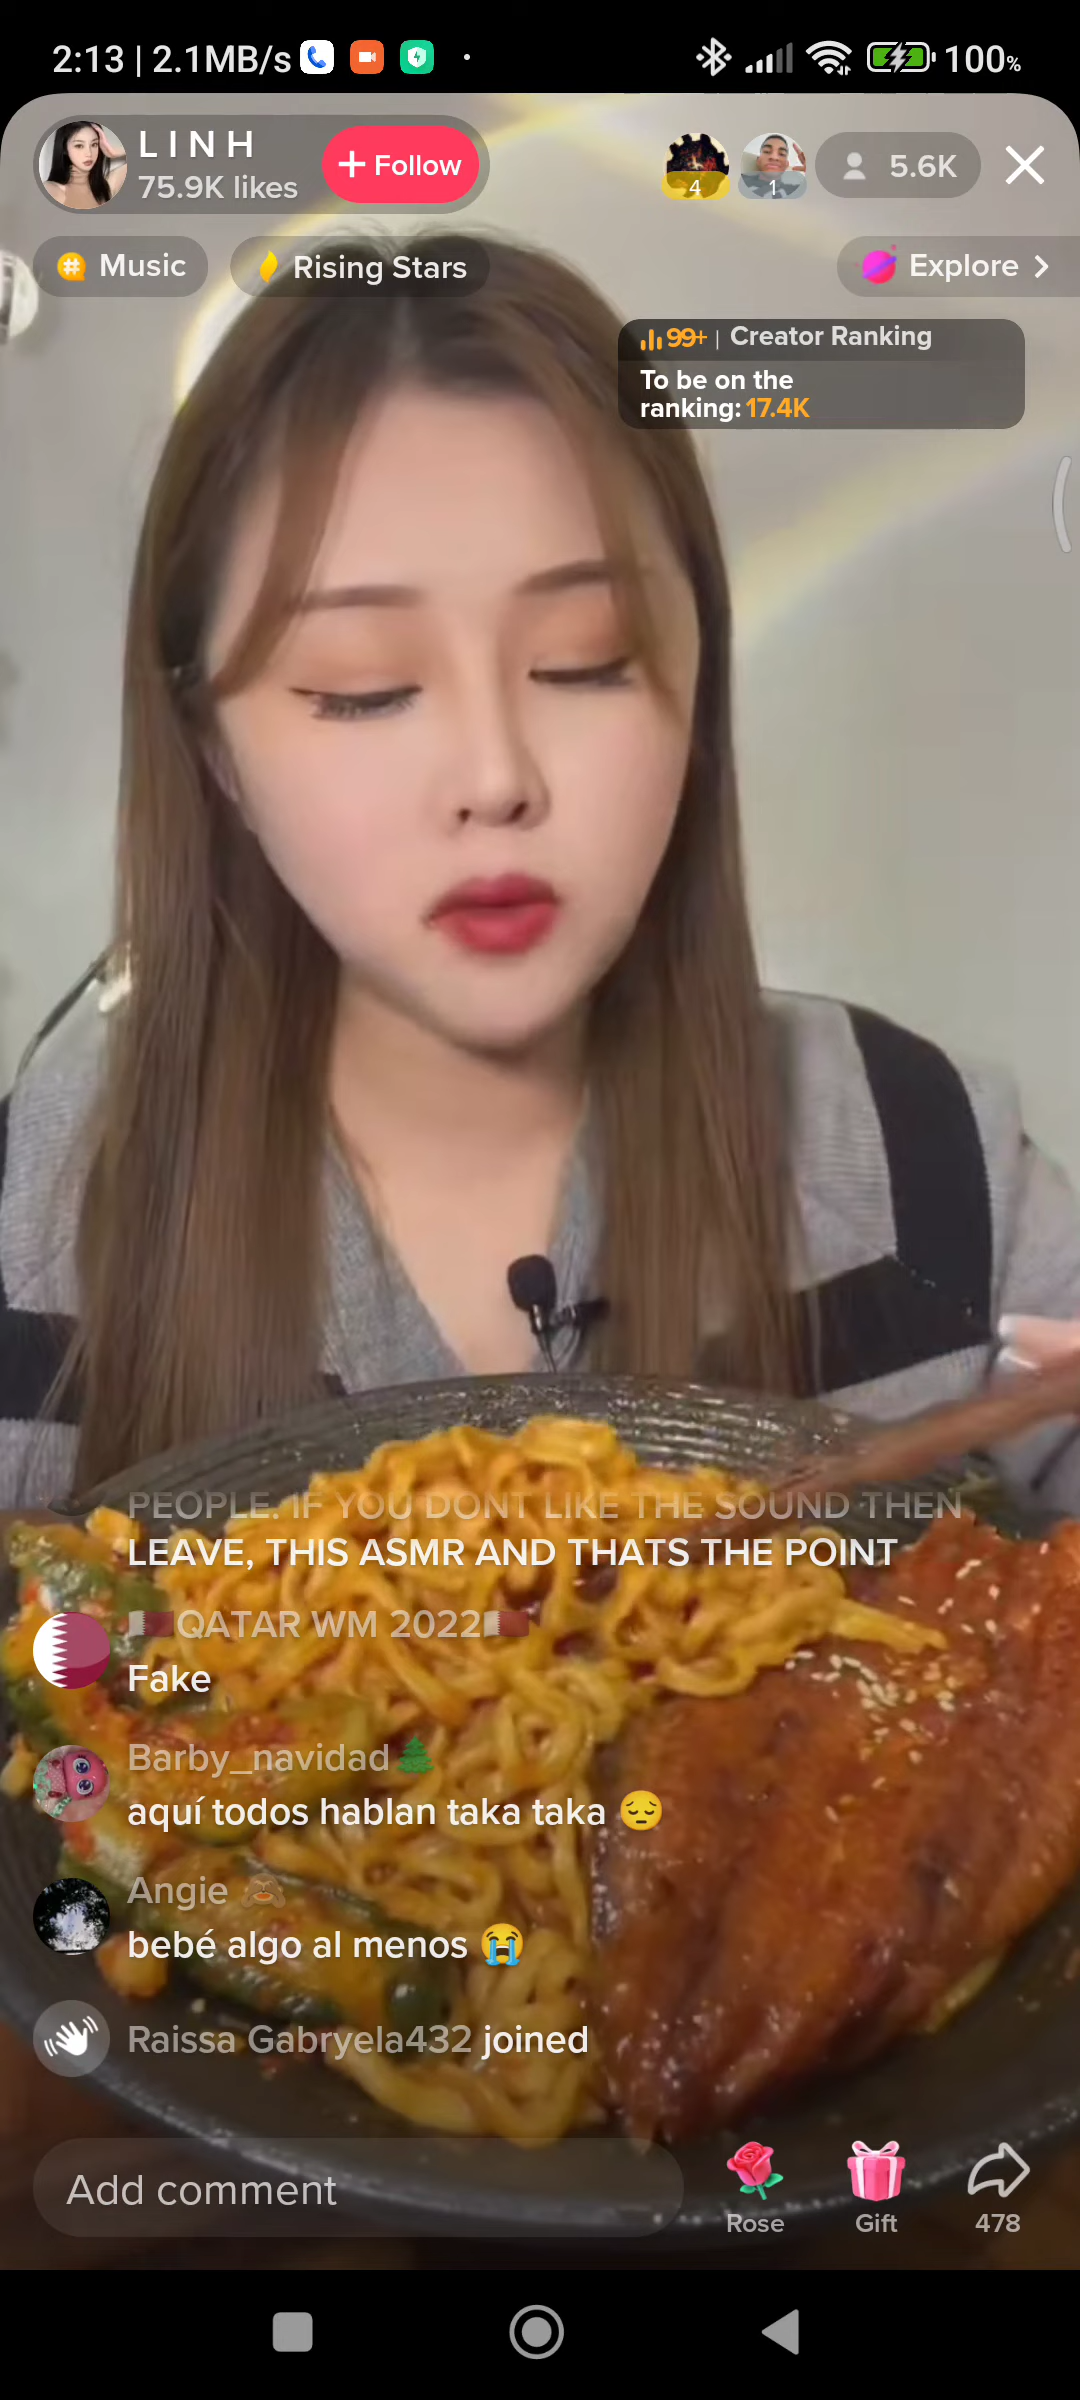 2:13 | 2.1MB/s
100%
L I N H
75.9K likes
+ Follow
4
1
5.6K
Music
Rising Stars
Explore
99+ | Creator Ranking
To be on the
ranking: 17.4K
PEOPLE. IF YOU DONT LIKE THE SOUND THEN
LEAVE, THIS ASMR AND THATS THE POINT
🇶🇦QATAR WM 2022🇶🇦
Fake
Barby_navidad🎄
aquí todos hablan taka taka 😔
Angie 🙈
bebé algo al menos 😭
Raissa Gabryela432 joined
Add comment
Rose
Gift
478